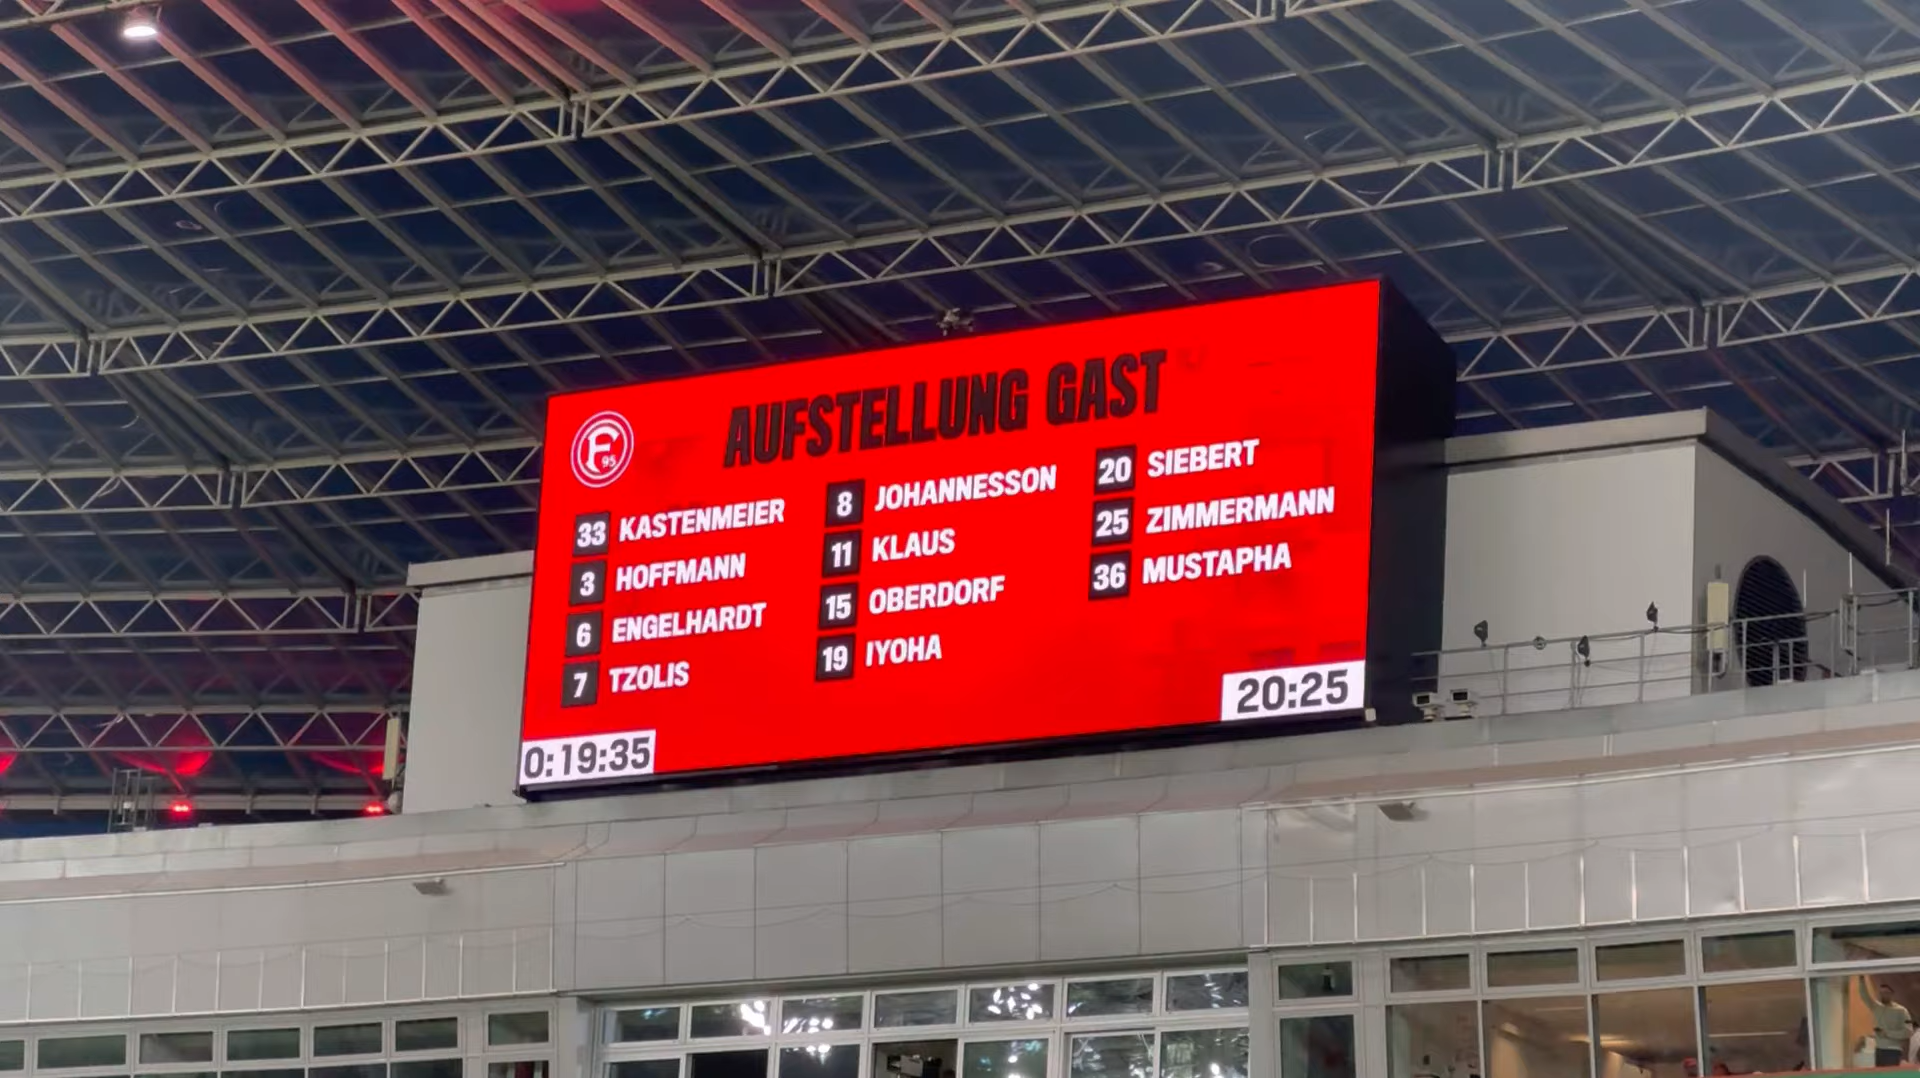 AUFSTELLUNG GAST
F
95
33 KASTENMEIER
3 HOFFMANN
6 ENGELHARDT
7 TZOLIS
8 JOHANNESSON
11 KLAUS
15 OBERDORF
19 IYOHA
20 SIEBERT
25 ZIMMERMANN
36 MUSTAPHA
0:19:35
20:25